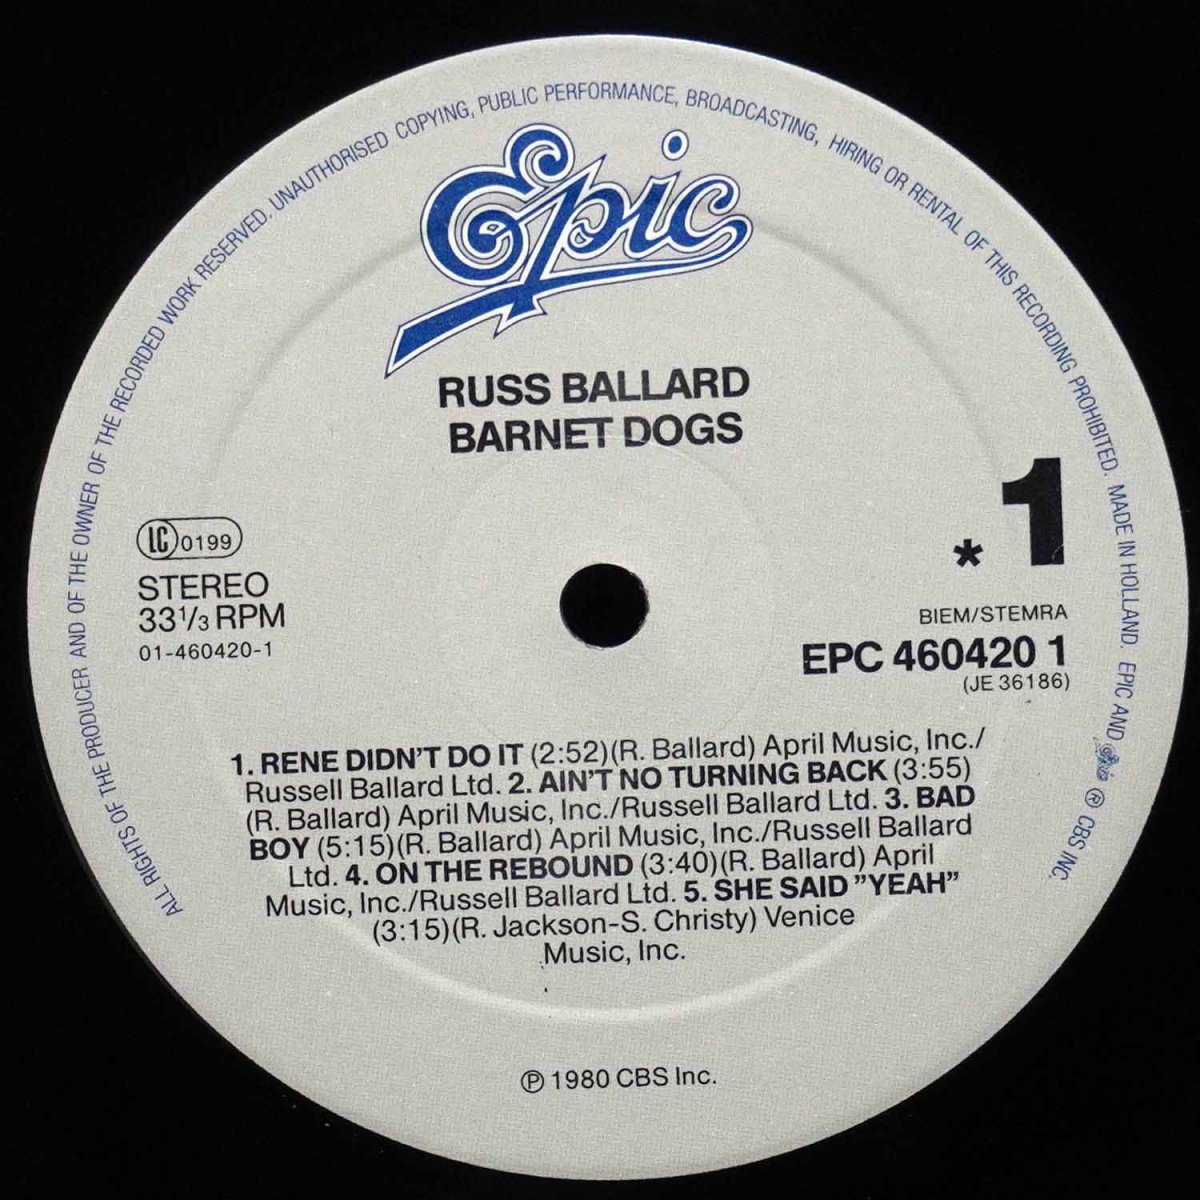 ALL RIGHTS OF THE PRODUCER AND OF THE OWNER OF THE RECORDED WORK RESERVED. UNAUTHORISED COPYING, PUBLIC PERFORMANCE, BROADCASTING, HIRING OR RENTAL OF THIS RECORDING PROHIBITED. MADE IN HOLLAND. EPIC AND Epic ® CBS INC.
Epic
RUSS BALLARD
BARNET DOGS
* 1
LC 0199
STEREO
33⅓ RPM
01-460420-1
BIEM/STEMRA
EPC 460420 1
(JE 36186)
1. RENE DIDN'T DO IT (2:52)(R. Ballard) April Music, Inc./
Russell Ballard Ltd. 2. AIN'T NO TURNING BACK (3:55)
(R. Ballard) April Music, Inc./Russell Ballard Ltd. 3. BAD
BOY (5:15)(R. Ballard) April Music, Inc./Russell Ballard
Ltd. 4. ON THE REBOUND (3:40)(R. Ballard) April
Music, Inc./Russell Ballard Ltd. 5. SHE SAID "YEAH"
(3:15)(R. Jackson-S. Christy) Venice
Music, Inc.
℗ 1980 CBS Inc.